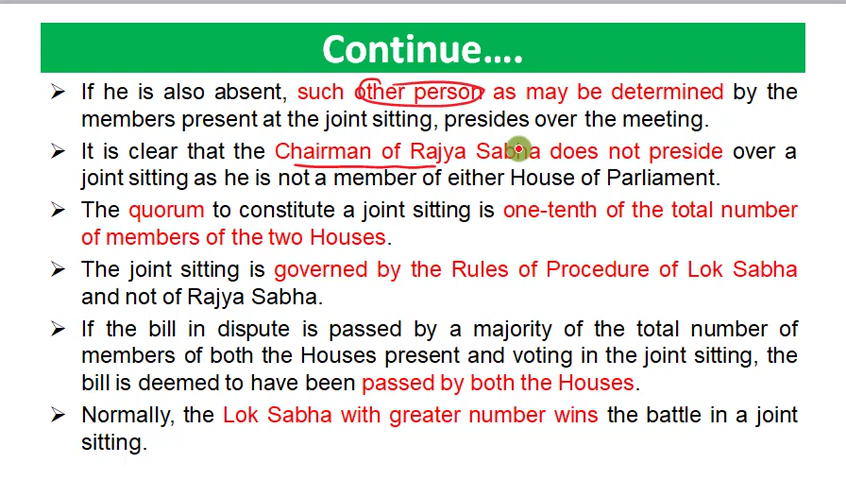 Continue....
➢ If he is also absent, such other person as may be determined by the
members present at the joint sitting, presides over the meeting.
➢ It is clear that the Chairman of Rajya Sabha does not preside over a
joint sitting as he is not a member of either House of Parliament.
➢ The quorum to constitute a joint sitting is one-tenth of the total number
of members of the two Houses.
➢ The joint sitting is governed by the Rules of Procedure of Lok Sabha
and not of Rajya Sabha.
➢ If the bill in dispute is passed by a majority of the total number of
members of both the Houses present and voting in the joint sitting, the
bill is deemed to have been passed by both the Houses.
➢ Normally, the Lok Sabha with greater number wins the battle in a joint
sitting.